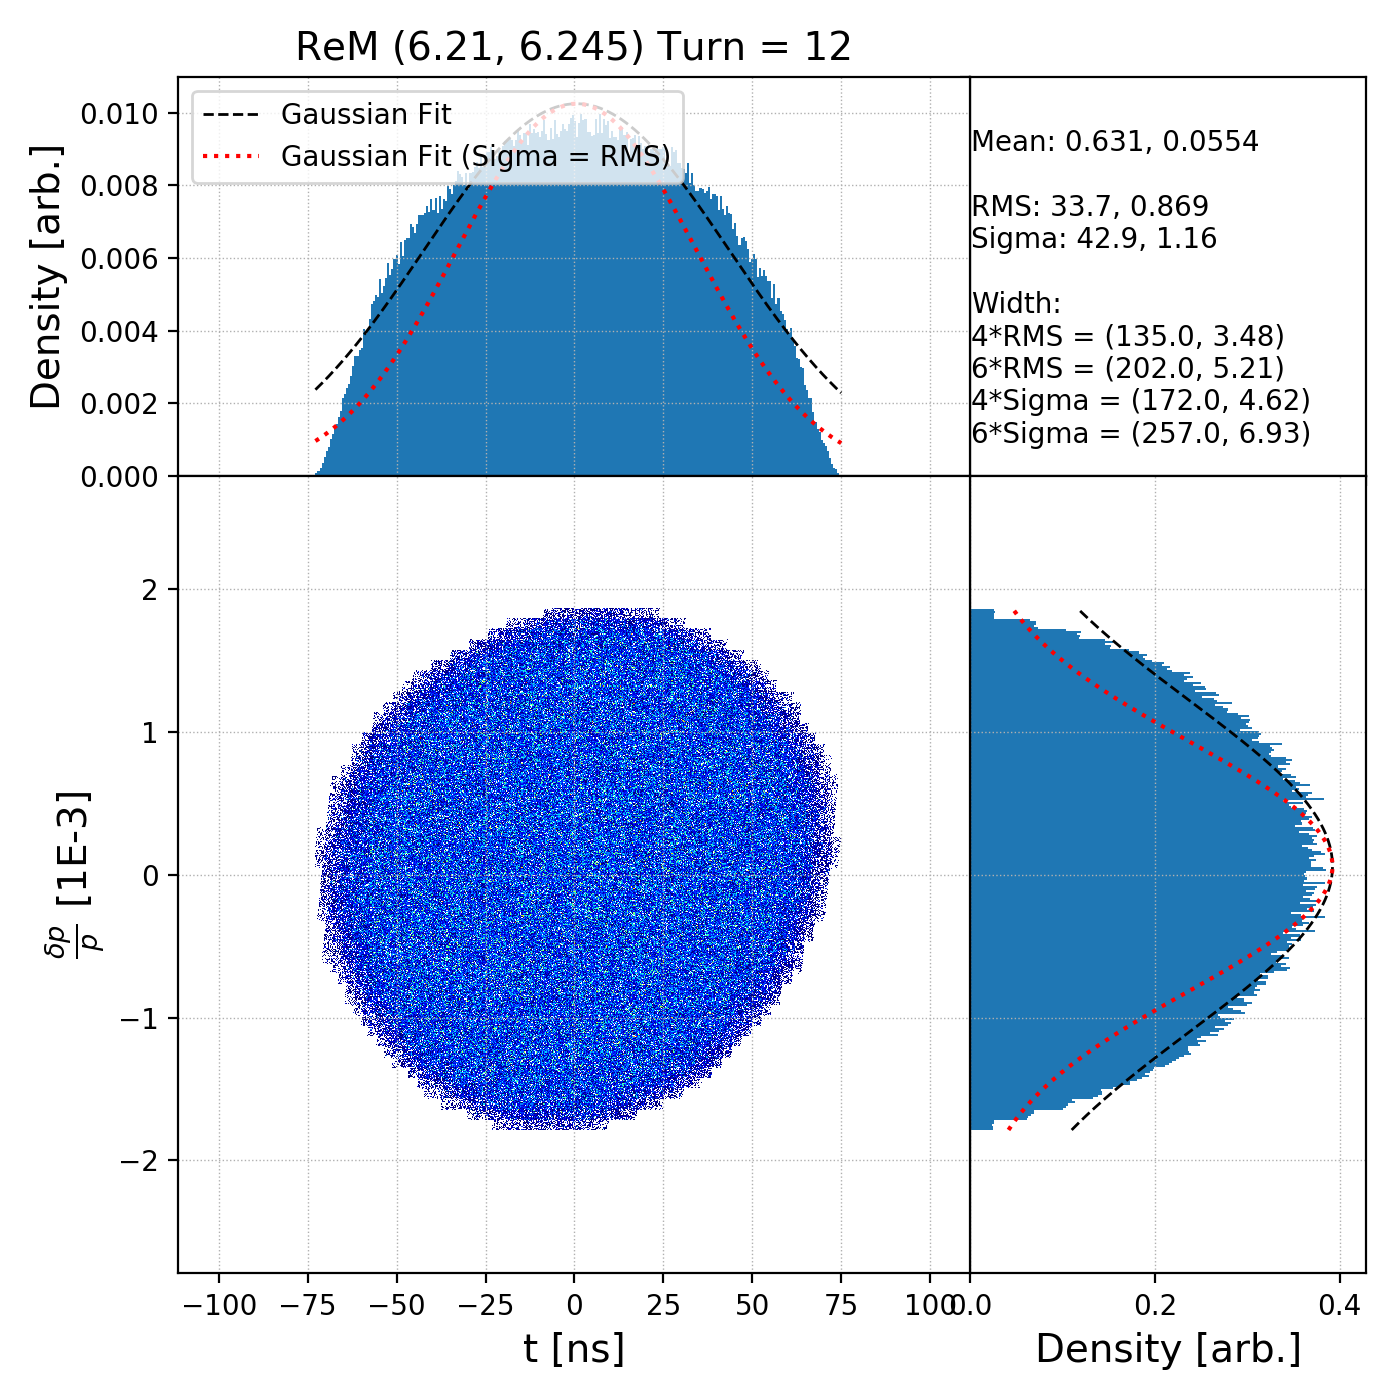 ReM (6.21, 6.245) Turn = 12
Gaussian Fit
Gaussian Fit (Sigma = RMS)
Density [arb.]
0.010
0.008
0.006
0.004
0.002
0.000
Mean: 0.631, 0.0554
RMS: 33.7, 0.869
Sigma: 42.9, 1.16
Width:
4*RMS = (135.0, 3.48)
6*RMS = (202.0, 5.21)
4*Sigma = (172.0, 4.62)
6*Sigma = (257.0, 6.93)
δp/p [1E-3]
2
1
0
−1
−2
−100 −75 −50 −25 0 25 50 75 100
t [ns]
0.0 0.2 0.4
Density [arb.]